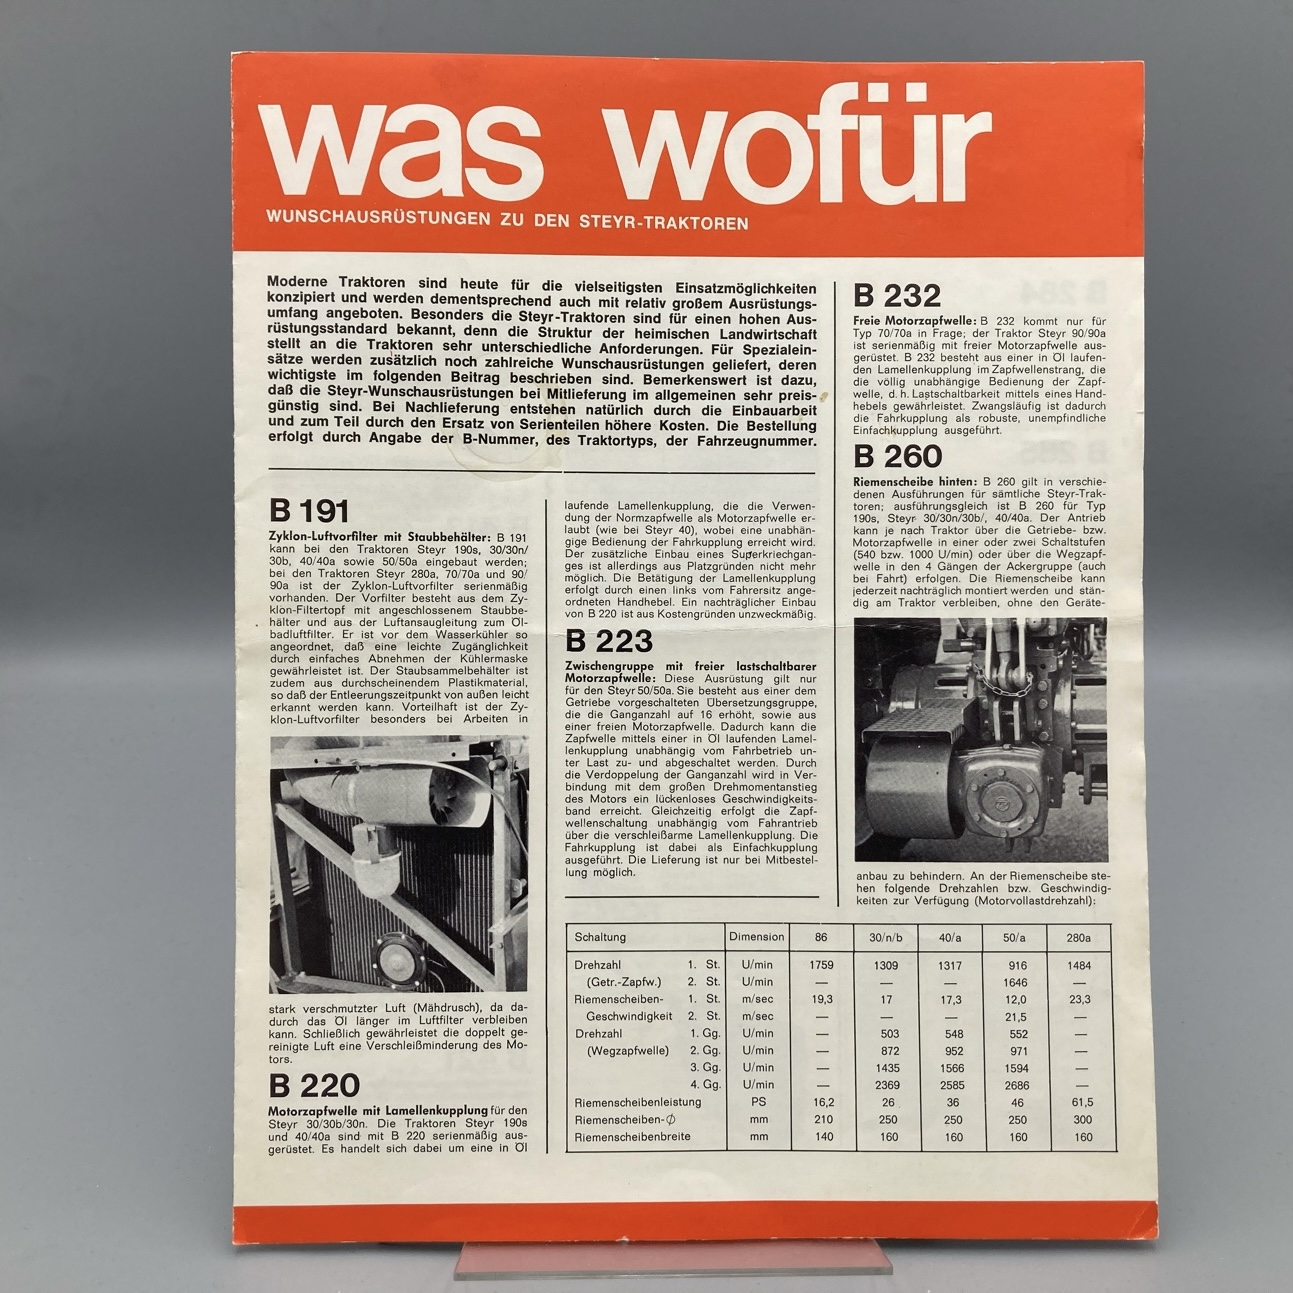 was wofür
WUNSCHAUSRÜSTUNGEN ZU DEN STEYR-TRAKTOREN
Moderne Traktoren sind heute für die vielseitigsten Einsatzmöglichkeiten
konzipiert und werden dementsprechend auch mit relativ großem Ausrüstungs-
umfang angeboten. Besonders die Steyr-Traktoren sind für einen hohen Aus-
rüstungsstandard bekannt, denn die Struktur der heimischen Landwirtschaft
stellt an die Traktoren sehr unterschiedliche Anforderungen. Für Spezialein-
sätze werden zusätzlich noch zahlreiche Wunschausrüstungen geliefert, deren
wichtigste im folgenden Beitrag beschrieben sind. Bemerkenswert ist dazu,
daß die Steyr-Wunschausrüstungen bei Mitlieferung im allgemeinen sehr preis-
günstig sind. Bei Nachlieferung entstehen natürlich durch die Einbauarbeit
und zum Teil durch den Ersatz von Serienteilen höhere Kosten. Die Bestellung
erfolgt durch Angabe der B-Nummer, des Traktortyps, der Fahrzeugnummer.
B 191
Zyklon-Luftvorfilter mit Staubbehälter: B 191
kann bei den Traktoren Steyr 190s, 30/30n/
30b, 40/40a sowie 50/50a eingebaut werden;
bei den Traktoren Steyr 280a, 70/70a und 90/
90a ist der Zyklon-Luftvorfilter serienmäßig
vorhanden. Der Vorfilter besteht aus dem Zy-
klon-Filtertopf mit angeschlossenem Staubbe-
hälter und aus der Luftansaugleitung zum Öl-
badluftfilter. Er ist vor dem Wasserkühler so
angeordnet, daß eine leichte Zugänglichkeit
durch einfaches Abnehmen der Kühlermaske
gewährleistet ist. Der Staubsammelbehälter ist
zudem aus durchscheinendem Plastikmaterial,
so daß der Entleerungszeitpunkt von außen leicht
erkannt werden kann. Vorteilhaft ist der Zy-
klon-Luftvorfilter besonders bei Arbeiten in
stark verschmutzter Luft (Mähdrusch), da da-
durch das Öl länger im Luftfilter verbleiben
kann. Schließlich gewährleistet die doppelt ge-
reinigte Luft eine Verschleißminderung des Mo-
tors.
B 220
Motorzapfwelle mit Lamellenkupplung für den
Steyr 30/30b/30n. Die Traktoren Steyr 190s
und 40/40a sind mit B 220 serienmäßig aus-
gerüstet. Es handelt sich dabei um eine in Öl
laufende Lamellenkupplung, die die Verwen-
dung der Normzapfwelle als Motorzapfwelle er-
laubt (wie bei Steyr 40), wobei eine unabhän-
gige Bedienung der Fahrkupplung erreicht wird.
Der zusätzliche Einbau eines Superkriechgan-
ges ist allerdings aus Platzgründen nicht mehr
möglich. Die Betätigung der Lamellenkupplung
erfolgt durch einen links vom Fahrersitz ange-
ordneten Handhebel. Ein nachträglicher Einbau
von B 220 ist aus Kostengründen unzweckmäßig.
B 223
Zwischengruppe mit freier lastschaltbarer
Motorzapfwelle: Diese Ausrüstung gilt nur
für den Steyr 50/50a. Sie besteht aus einer dem
Getriebe vorgeschalteten Übersetzungsgruppe,
die die Ganganzahl auf 16 erhöht, sowie aus
einer freien Motorzapfwelle. Dadurch kann die
Zapfwelle mittels einer in Öl laufenden Lamel-
lenkupplung unabhängig vom Fahrbetrieb un-
ter Last zu- und abgeschaltet werden. Durch
die Verdoppelung der Ganganzahl wird in Ver-
bindung mit dem großen Drehmomentanstieg
des Motors ein lückenloses Geschwindigkeits-
band erreicht. Gleichzeitig erfolgt die Zapf-
wellenschaltung unabhängig vom Fahrantrieb
über die verschleißarme Lamellenkupplung. Die
Fahrkupplung ist dabei als Einfachkupplung
ausgeführt. Die Lieferung ist nur bei Mitbestel-
lung möglich.
B 232
Freie Motorzapfwelle: B 232 kommt nur für
Typ 70/70a in Frage; der Traktor Steyr 90/90a
ist serienmäßig mit freier Motorzapfwelle aus-
gerüstet. B 232 besteht aus einer in Öl laufen-
den Lamellenkupplung im Zapfwellenstrang, die
die völlig unabhängige Bedienung der Zapf-
welle, d. h. Lastschaltbarkeit mittels eines Hand-
hebels gewährleistet. Zwangsläufig ist dadurch
die Fahrkupplung als robuste, unempfindliche
Einfachkupplung ausgeführt.
B 260
Riemenscheibe hinten: B 260 gilt in verschie-
denen Ausführungen für sämtliche Steyr-Trak-
toren; ausführungsgleich ist B 260 für Typ
190s, Steyr 30/30n/30b/, 40/40a. Der Antrieb
kann je nach Traktor über die Getriebe- bzw.
Motorzapfwelle in einer oder zwei Schaltstufen
(540 bzw. 1000 U/min) oder über die Wegzapf-
welle in den 4 Gängen der Ackergruppe (auch
bei Fahrt) erfolgen. Die Riemenscheibe kann
jederzeit nachträglich montiert werden und stän-
dig am Traktor verbleiben, ohne den Geräte-
anbau zu behindern. An der Riemenscheibe ste-
hen folgende Drehzahlen bzw. Geschwindig-
keiten zur Verfügung (Motorvollastdrehzahl):
Schaltung Dimension 86 30/n/b 40/a 50/a 280a
Drehzahl 1. St. U/min 1759 1309 1317 916 1484
(Getr.-Zapfw.) 2. St. U/min — — — 1646 —
Riemenscheiben- 1. St. m/sec 19,3 17 17,3 12,0 23,3
Geschwindigkeit 2. St. m/sec — — — 21,5 —
Drehzahl 1. Gg. U/min — 503 548 552 —
(Wegzapfwelle) 2. Gg. U/min — 872 952 971 —
3. Gg. U/min — 1435 1566 1594 —
4. Gg. U/min — 2369 2585 2686 —
Riemenscheibenleistung PS 16,2 26 36 46 61,5
Riemenscheiben-∅ mm 210 250 250 250 300
Riemenscheibenbreite mm 140 160 160 160 160